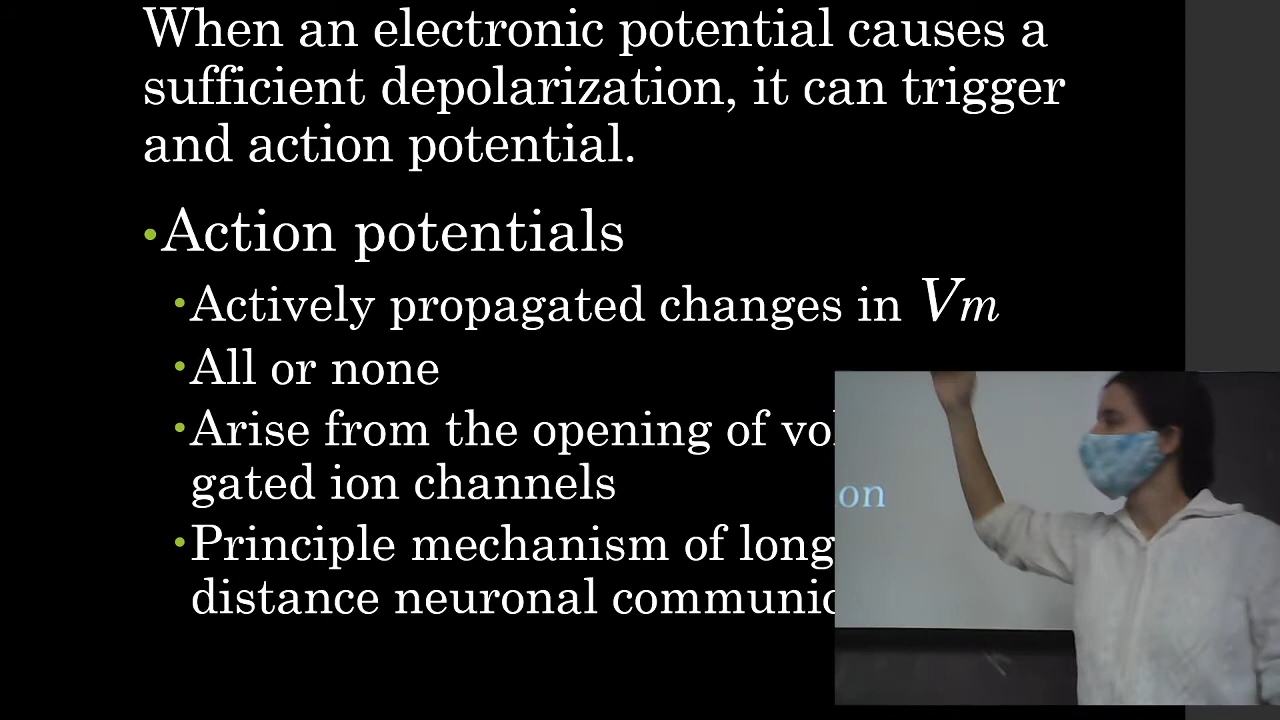 When an electronic potential causes a
sufficient depolarization, it can trigger
and action potential.
•Action potentials
•Actively propagated changes in Vm
•All or none
•Arise from the opening of
gated ion channels
•Principle mechanism of long
distance neuronal
on